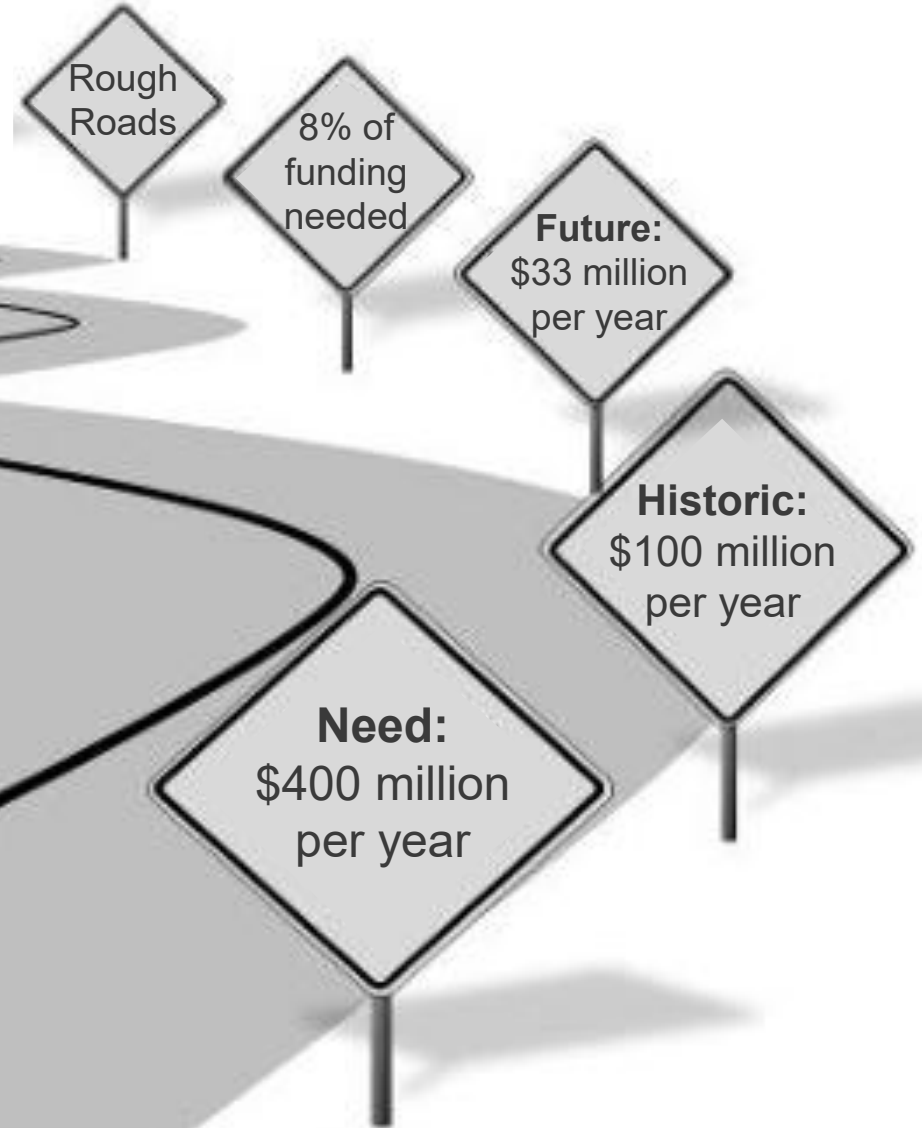 Rough
Roads
8% of
funding
needed
Future:
$33 million
per year
Historic:
$100 million
per year
Need:
$400 million
per year